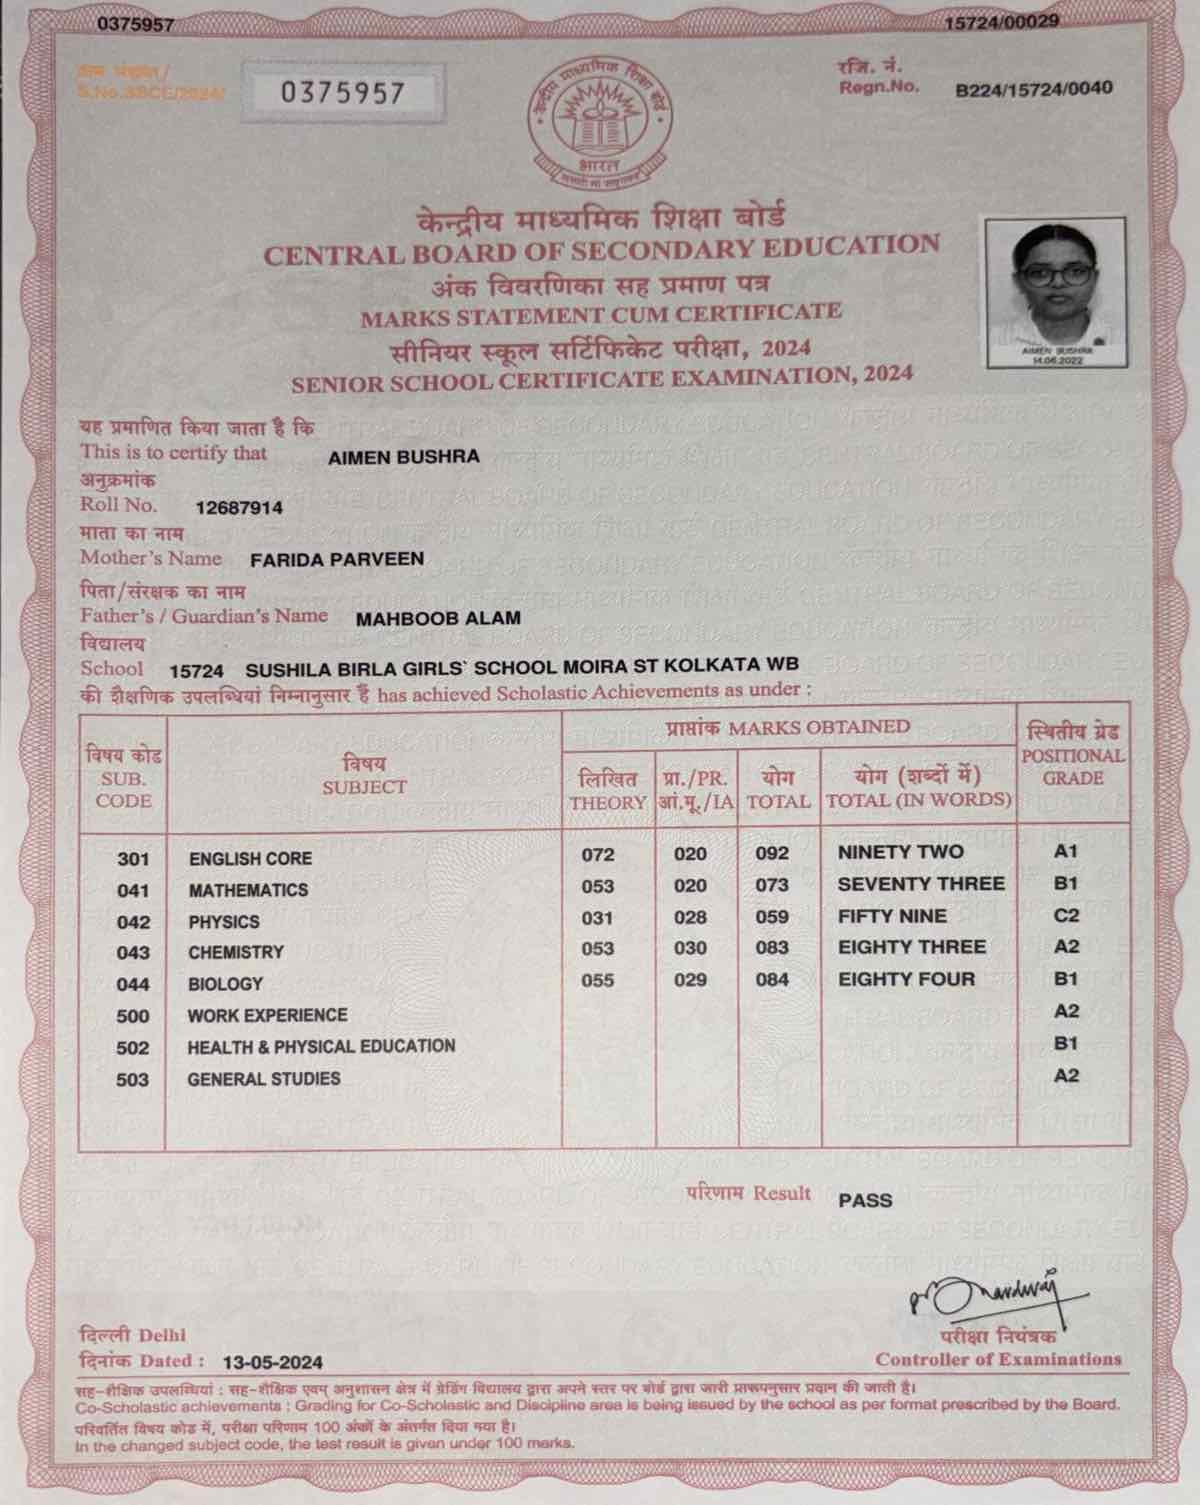 0375957 15724/00029
क्रम संख्या/
S.No.SSCE/2024/ 0375957
रजि. नं.
Regn.No. B224/15724/0040
केन्द्रीय माध्यमिक शिक्षा बोर्ड
भारत
केन्द्रीय माध्यमिक शिक्षा बोर्ड
CENTRAL BOARD OF SECONDARY EDUCATION
अंक विवरणिका सह प्रमाण पत्र
MARKS STATEMENT CUM CERTIFICATE
सीनियर स्कूल सर्टिफिकेट परीक्षा, 2024
SENIOR SCHOOL CERTIFICATE EXAMINATION, 2024
AIMEN BUSHRA
14.06.2022
यह प्रमाणित किया जाता है कि
This is to certify that AIMEN BUSHRA
अनुक्रमांक
Roll No. 12687914
माता का नाम
Mother's Name FARIDA PARVEEN
पिता/संरक्षक का नाम
Father's / Guardian's Name MAHBOOB ALAM
विद्यालय
School 15724 SUSHILA BIRLA GIRLS` SCHOOL MOIRA ST KOLKATA WB
की शैक्षणिक उपलब्धियां निम्नानुसार हैं has achieved Scholastic Achievements as under :
विषय कोड
SUB.
CODE
विषय
SUBJECT
प्राप्तांक MARKS OBTAINED
लिखित
THEORY
प्रा./PR.
आं.मू./IA
योग
TOTAL
योग (शब्दों में)
TOTAL (IN WORDS)
स्थितीय ग्रेड
POSITIONAL
GRADE
301 ENGLISH CORE 072 020 092 NINETY TWO A1
041 MATHEMATICS 053 020 073 SEVENTY THREE B1
042 PHYSICS 031 028 059 FIFTY NINE C2
043 CHEMISTRY 053 030 083 EIGHTY THREE A2
044 BIOLOGY 055 029 084 EIGHTY FOUR B1
500 WORK EXPERIENCE A2
502 HEALTH & PHYSICAL EDUCATION B1
503 GENERAL STUDIES A2
परिणाम Result PASS
दिल्ली Delhi
दिनांक Dated : 13-05-2024
परीक्षा नियंत्रक
Controller of Examinations
सह-शैक्षिक उपलब्धियां : सह-शैक्षिक एवम् अनुशासन क्षेत्र में ग्रेडिंग विद्यालय द्वारा अपने स्तर पर बोर्ड द्वारा जारी प्रारूपनुसार प्रदान की जाती है।
Co-Scholastic achievements : Grading for Co-Scholastic and Discipline area is being issued by the school as per format prescribed by the Board.
परिवर्तित विषय कोड में, परीक्षा परिणाम 100 अंकों के अंतर्गत दिया गया है।
In the changed subject code, the test result is given under 100 marks.